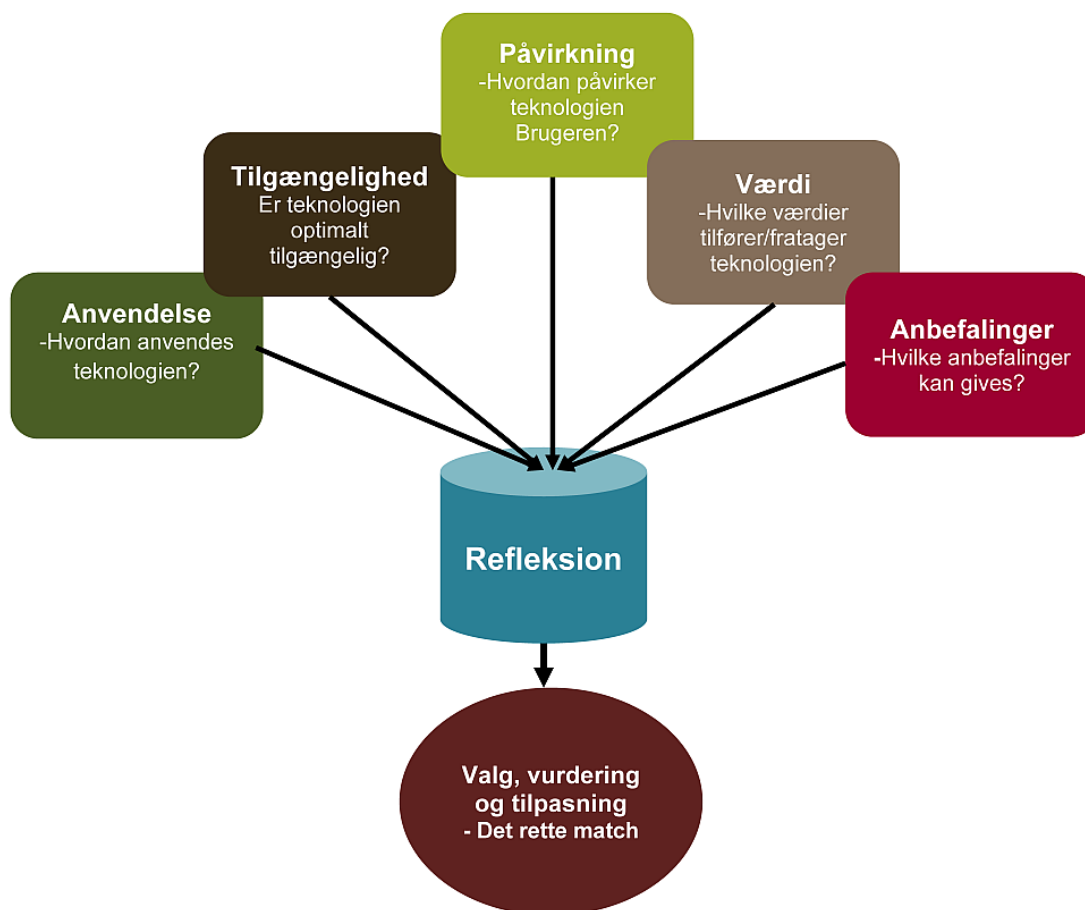 Påvirkning
-Hvordan påvirker
teknologien
Brugeren?
Tilgængelighed
Er teknologien
optimalt
tilgængelig?
Værdi
-Hvilke værdier
tilfører/fratager
teknologien?
Anvendelse
-Hvordan anvendes
teknologien?
Anbefalinger
-Hvilke anbefalinger
kan gives?
Refleksion
Valg, vurdering
og tilpasning
- Det rette match